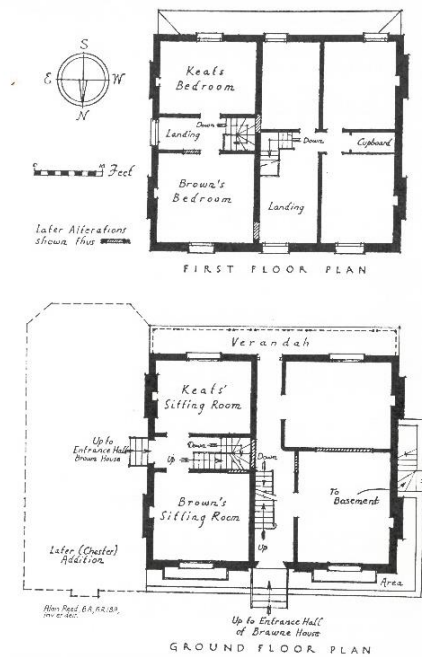 S
E W
N
Feet
Later Alterations
shown thus
Keats
Bedroom
Down
Landing
Brown's
Bedroom
Down
Landing
Cupboard
FIRST FLOOR PLAN
Verandah
Keats'
Sitting Room
Up to
Entrance Hall
Down
Up
Brown's
Sitting Room
Down
Up
To
Basement
Later (Chester)
Addition
Area
Alan Reed
Up to Entrance Hall
of Brawne House
GROUND FLOOR PLAN